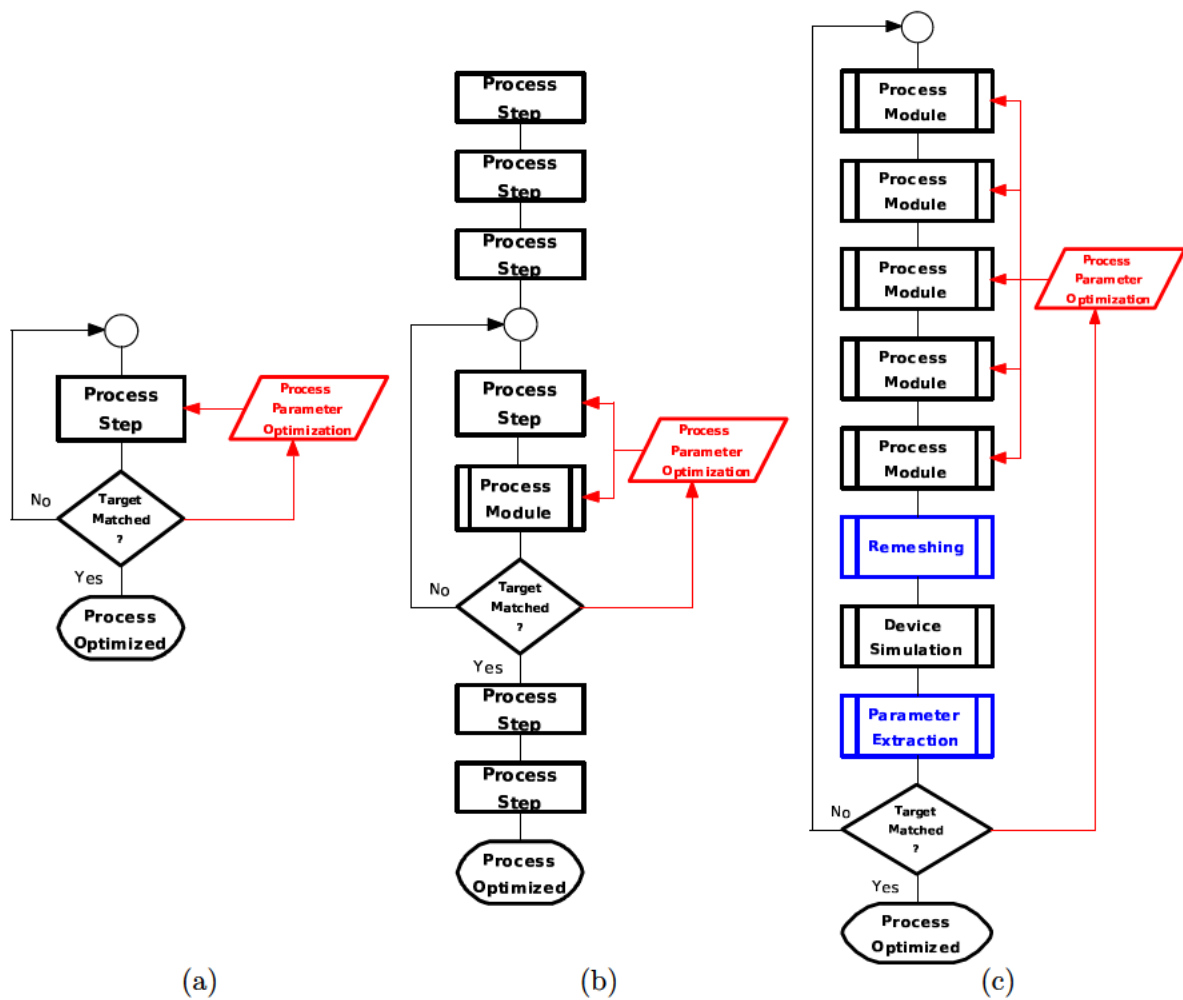 Process
Step
Process
Parameter
Optimization
No
Target
Matched
?
Yes
Process
Optimized
(a)
Process
Step
Process
Step
Process
Step
Process
Step
Process
Parameter
Optimization
Process
Module
No
Target
Matched
?
Yes
Process
Step
Process
Step
Process
Optimized
(b)
Process
Module
Process
Module
Process
Module
Process
Parameter
Optimization
Process
Module
Process
Module
Remeshing
Device
Simulation
Parameter
Extraction
No
Target
Matched
?
Yes
Process
Optimized
(c)